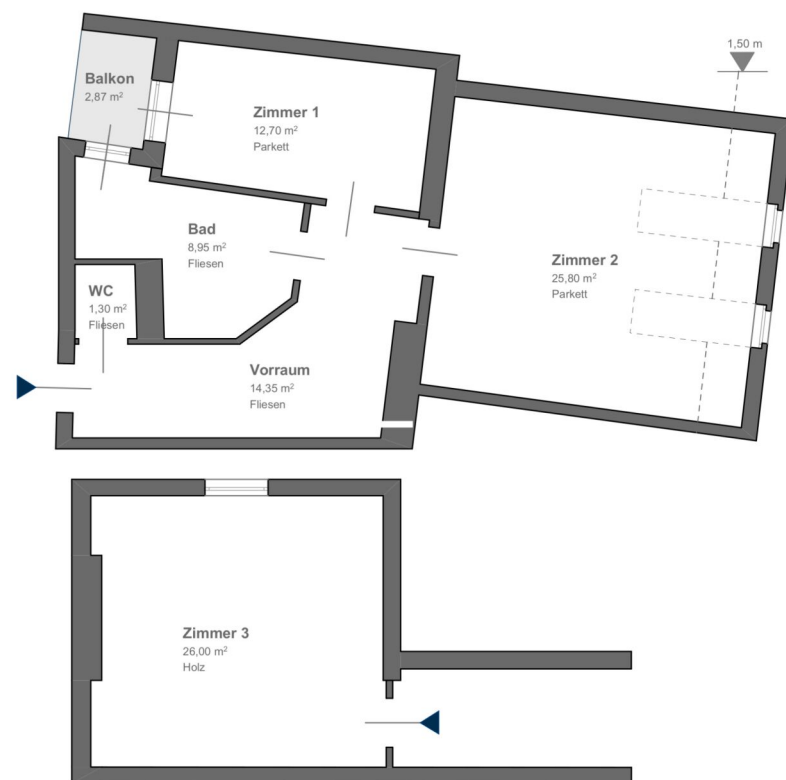 1,50 m
Balkon
2,87 m²
Zimmer 1
12,70 m²
Parkett
Bad
8,95 m²
Fliesen
Zimmer 2
25,80 m²
Parkett
WC
1,30 m²
Fliesen
Vorraum
14,35 m²
Fliesen
Zimmer 3
26,00 m²
Holz